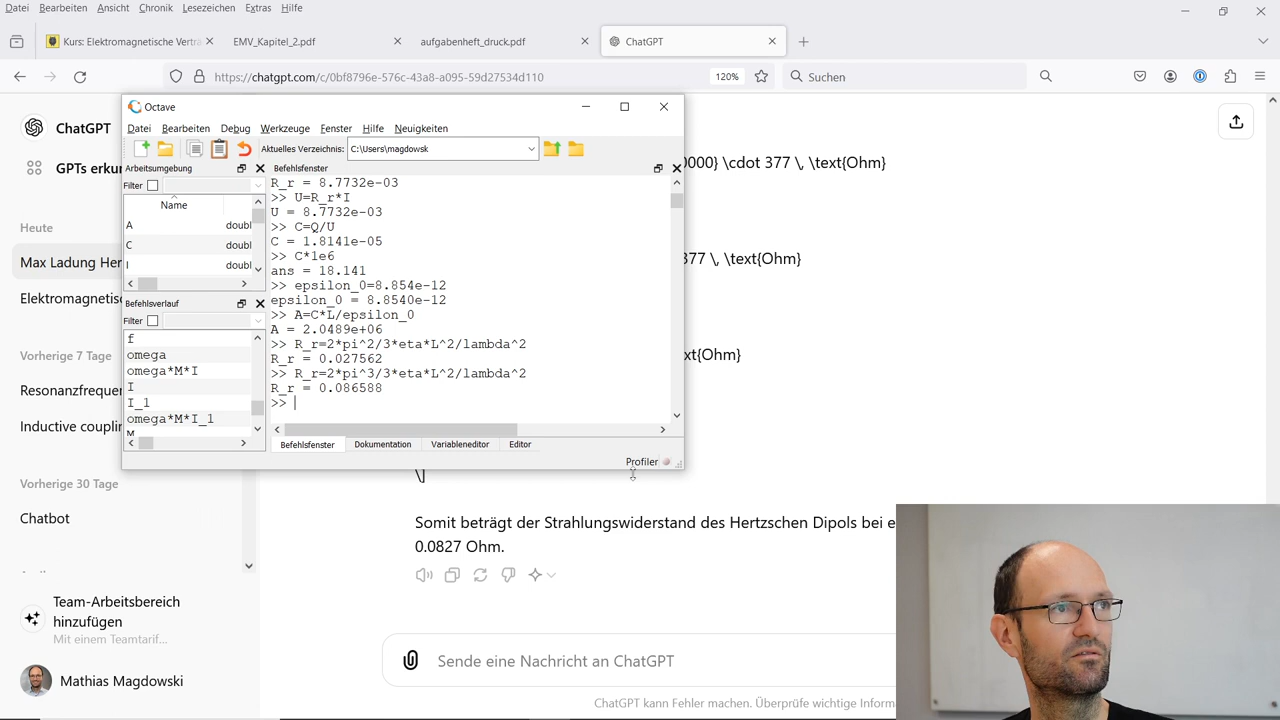 Datei Bearbeiten Ansicht Chronik Lesezeichen Extras Hilfe
Kurs: Elektromagnetische Verträ
EMV_Kapitel_2.pdf
aufgabenheft_druck.pdf
ChatGPT
https://chatgpt.com/c/0bf8796e-576c-43a8-a095-59d27534d110
120%
Suchen
ChatGPT
GPTs erku
Heute
Max Ladung Her
Elektromagnetisc
Vorherige 7 Tage
Resonanzfrequer
Inductive couplin
Vorherige 30 Tage
Chatbot
Team-Arbeitsbereich
hinzufügen
Mit einem Teamtarif...
Mathias Magdowski
Octave
Datei Bearbeiten Debug Werkzeuge Fenster Hilfe Neuigkeiten
Aktuelles Verzeichnis: C:\Users\magdowsk
Arbeitsumgebung
Filter
Name
A doubl
C doubl
I doubl
Befehlsverlauf
Filter
f
omega
omega*M*I
I
I_1
omega*M*I_1
M
Befehlsfenster
R_r = 8.7732e-03
>> U=R_r*I
U = 8.7732e-03
>> C=Q/U
C = 1.8141e-05
>> C*1e6
ans = 18.141
>> epsilon_0=8.854e-12
epsilon_0 = 8.8540e-12
>> A=C*L/epsilon_0
A = 2.0489e+06
>> R_r=2*pi^2/3*eta*L^2/lambda^2
R_r = 0.027562
>> R_r=2*pi^3/3*eta*L^2/lambda^2
R_r = 0.086588
>>
Befehlsfenster Dokumentation Variableneditor Editor
Profiler
0000} \cdot 377 \, \text{Ohm}
377 \, \text{Ohm}
xt{Ohm}
\]
Somit beträgt der Strahlungswiderstand des Hertzschen Dipols bei e
0.0827 Ohm.
Sende eine Nachricht an ChatGPT
ChatGPT kann Fehler machen. Überprüfe wichtige Inform